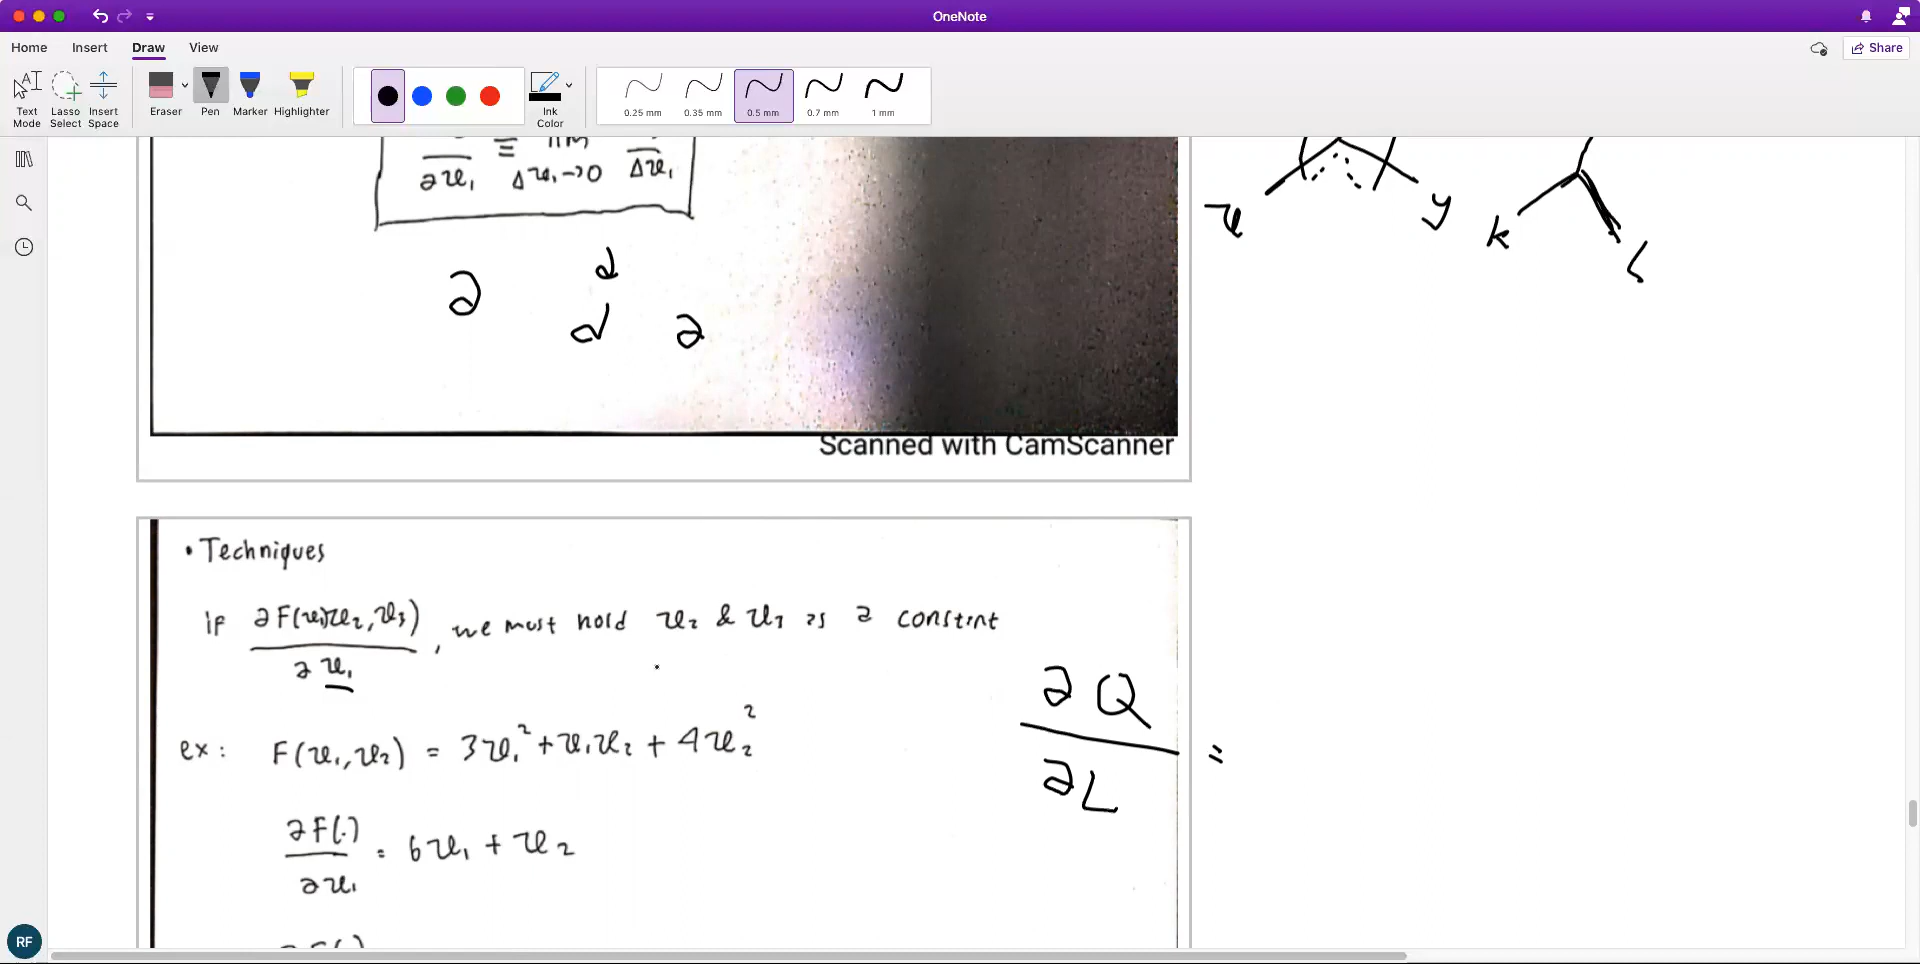 OneNote
Home Insert Draw View
Share
Text Mode
Lasso Select
Insert Space
Eraser
Pen
Marker
Highlighter
Ink Color
0.25 mm
0.35 mm
0.5 mm
0.7 mm
1 mm
∂x₁ ≡ lim Δx₁→0 Δx₁
x y k L
∂ d
d ∂
Scanned with CamScanner
• Techniques
if ∂F(x₁,x₂,x₃)/∂x₁, we must hold x₂ & x₃ as a constant
∂Q/∂L =
ex: F(x₁,x₂) = 3x₁² + x₁x₂ + 4x₂²
∂F(.)/∂x₁ = 6x₁ + x₂
RF